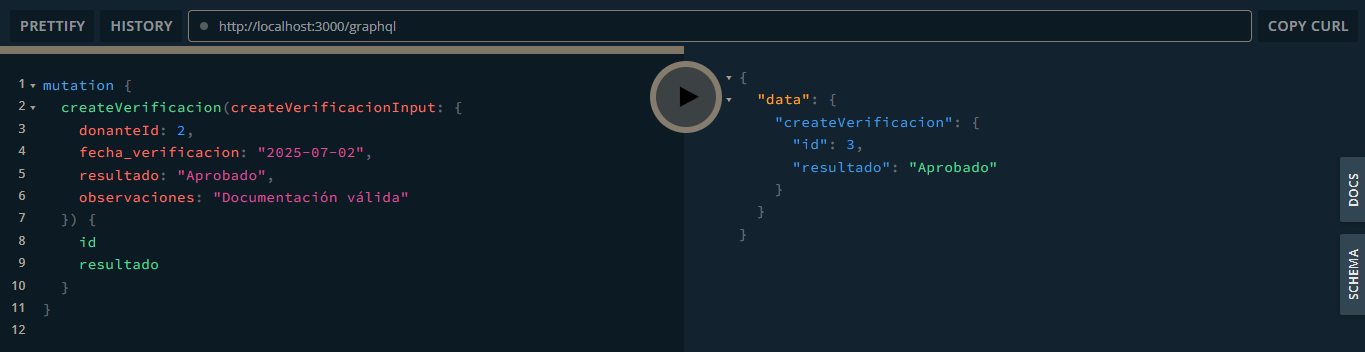 PRETTIFY HISTORY http://localhost:3000/graphql COPY CURL
1 mutation {
2 createVerificacion(createVerificacionInput: {
3 donanteId: 2,
4 fecha_verificacion: "2025-07-02",
5 resultado: "Aprobado",
6 observaciones: "Documentación válida"
7 }) {
8 id
9 resultado
10 }
11 }
12
{
"data": {
"createVerificacion": {
"id": 3,
"resultado": "Aprobado"
}
}
}
DOCS
SCHEMA